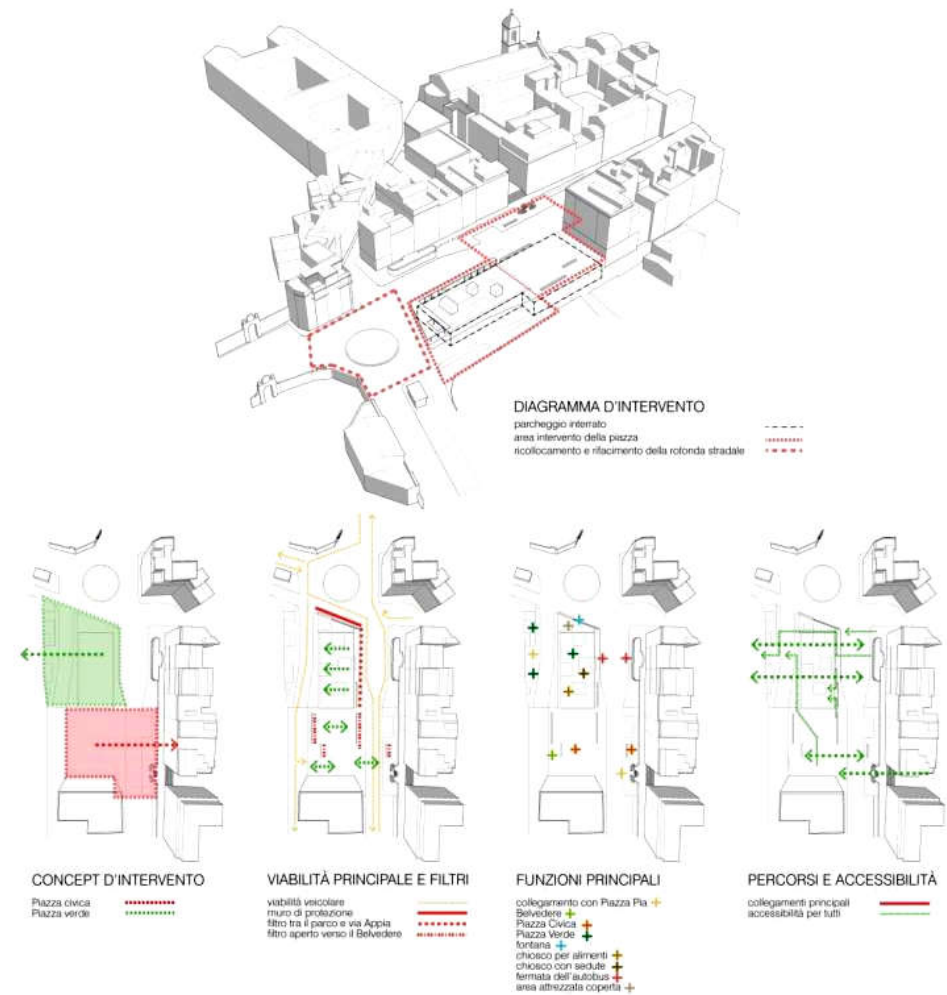 DIAGRAMMA D'INTERVENTO
parcheggio interrato
area intervento della piazza
ricollocamento e rifacimento della rotonda stradale
CONCEPT D'INTERVENTO
Piazza civica
Piazza verde
VIABILITÀ PRINCIPALE E FILTRI
viabilità veicolare
muro di protezione
filtro tra il parco e via Appia
filtro aperto verso il Belvedere
FUNZIONI PRINCIPALI
collegamento con Piazza Pia
Belvedere
Piazza Civica
Piazza Verde
fontana
chiosco per alimenti
chiosco con sedute
fermata dell'autobus
area attrezzata coperta
PERCORSI E ACCESSIBILITÀ
collegamenti principali
accessibilità per tutti